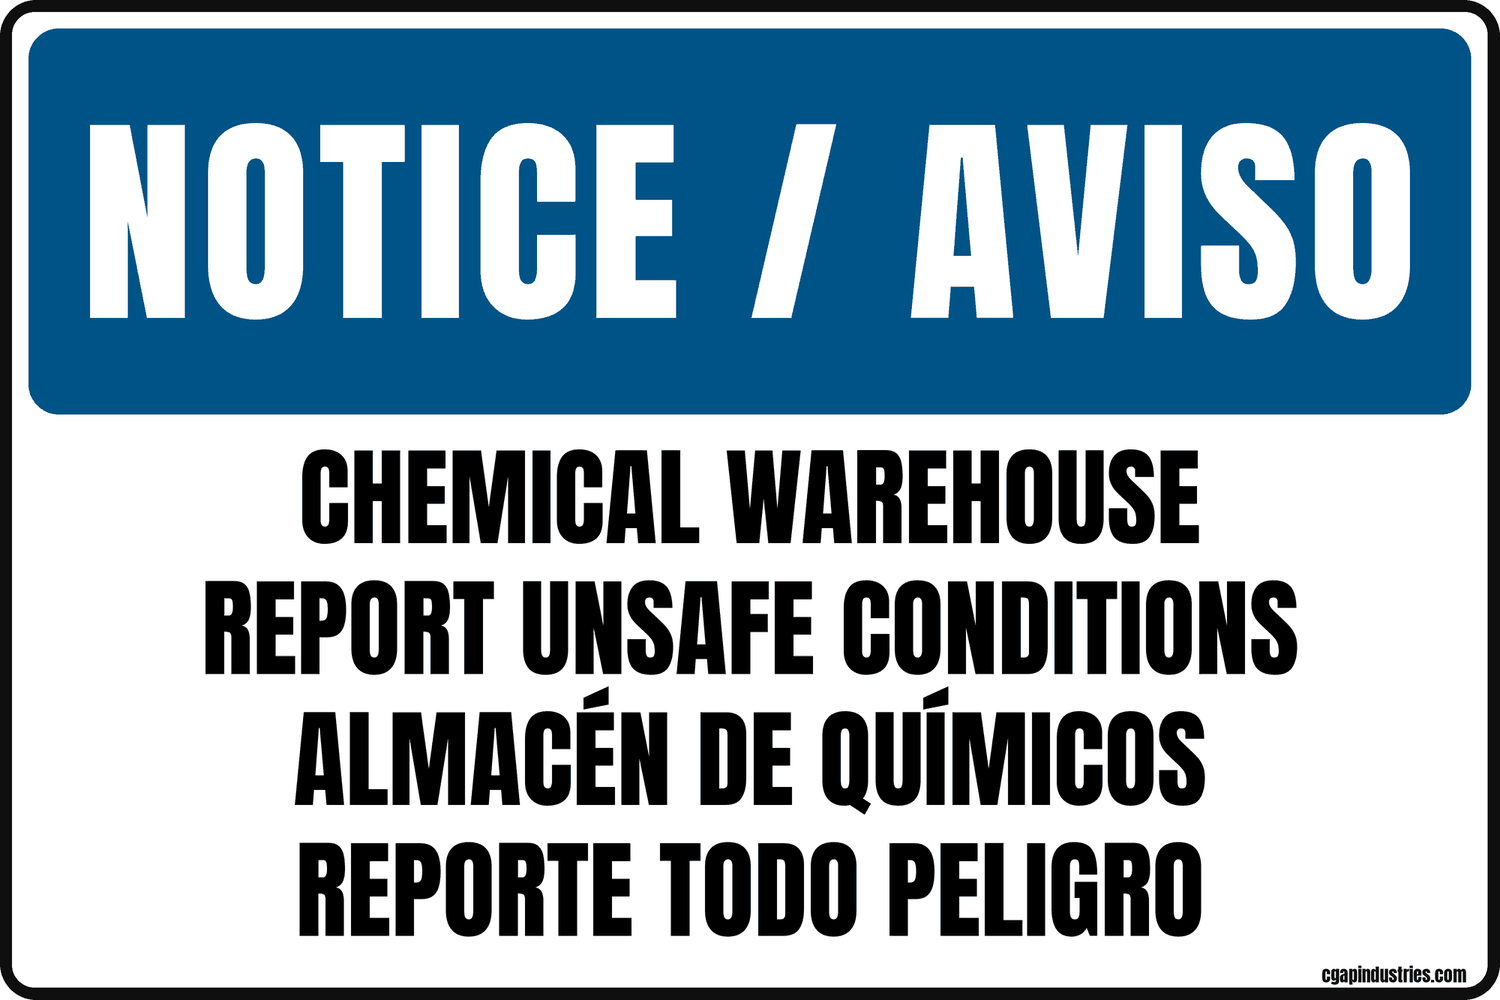 NOTICE / AVISO
CHEMICAL WAREHOUSE
REPORT UNSAFE CONDITIONS
ALMACÉN DE QUÍMICOS
REPORTE TODO PELIGRO
cgapindustries.com